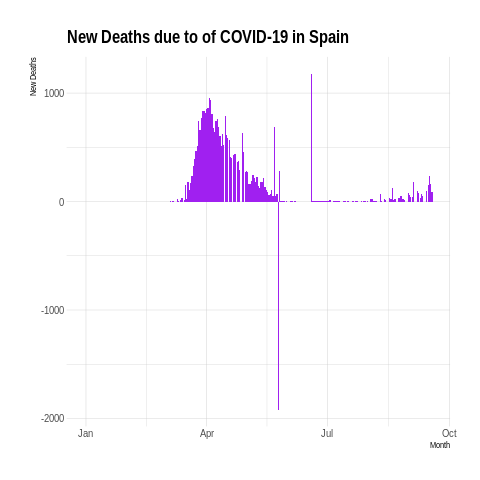 New Deaths due to of COVID-19 in Spain
New Deaths
1000
0
-1000
-2000
Jan Apr Jul Oct
Month